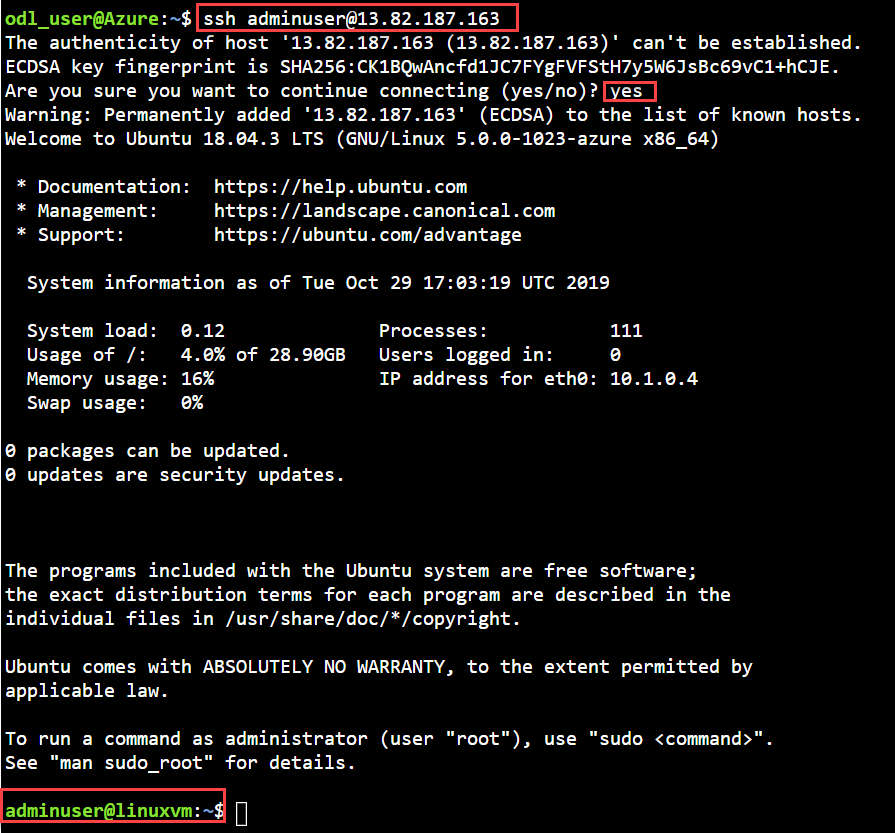 odl_user@Azure:~$ ssh adminuser@13.82.187.163
The authenticity of host '13.82.187.163 (13.82.187.163)' can't be established.
ECDSA key fingerprint is SHA256:CK1BQwAncfd1JC7FYgFVFStH7y5W6JsBc69vC1+hCJE.
Are you sure you want to continue connecting (yes/no)? yes
Warning: Permanently added '13.82.187.163' (ECDSA) to the list of known hosts.
Welcome to Ubuntu 18.04.3 LTS (GNU/Linux 5.0.0-1023-azure x86_64)

 * Documentation:  https://help.ubuntu.com
 * Management:     https://landscape.canonical.com
 * Support:        https://ubuntu.com/advantage

  System information as of Tue Oct 29 17:03:19 UTC 2019

  System load:  0.12              Processes:           111
  Usage of /:   4.0% of 28.90GB   Users logged in:     0
  Memory usage: 16%               IP address for eth0: 10.1.0.4
  Swap usage:   0%

0 packages can be updated.
0 updates are security updates.

The programs included with the Ubuntu system are free software;
the exact distribution terms for each program are described in the
individual files in /usr/share/doc/*/copyright.

Ubuntu comes with ABSOLUTELY NO WARRANTY, to the extent permitted by
applicable law.

To run a command as administrator (user "root"), use "sudo <command>".
See "man sudo_root" for details.

adminuser@linuxvm:~$